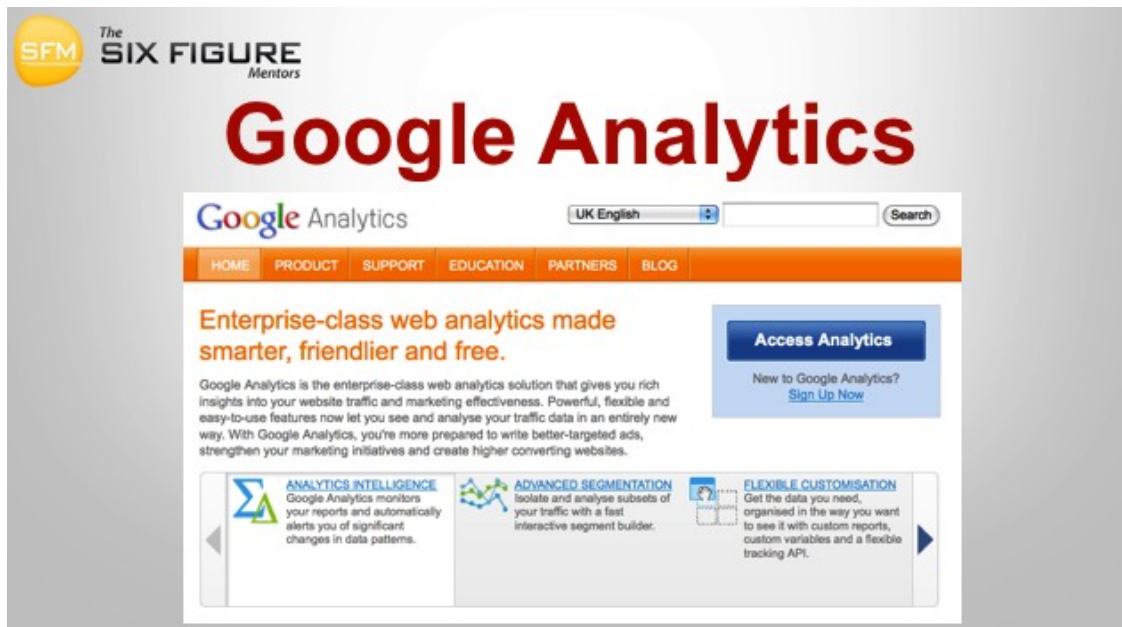 SFM
The
SIX FIGURE
Mentors
Google Analytics
Google Analytics
UK English
Search
HOME PRODUCT SUPPORT EDUCATION PARTNERS BLOG
Enterprise-class web analytics made
smarter, friendlier and free.
Google Analytics is the enterprise-class web analytics solution that gives you rich
insights into your website traffic and marketing effectiveness. Powerful, flexible and
easy-to-use features now let you see and analyse your traffic data in an entirely new
way. With Google Analytics, you're more prepared to write better-targeted ads,
strengthen your marketing initiatives and create higher converting websites.
Access Analytics
New to Google Analytics?
Sign Up Now
ANALYTICS INTELLIGENCE
Google Analytics monitors
your reports and automatically
alerts you of significant
changes in data patterns.
ADVANCED SEGMENTATION
Isolate and analyse subsets of
your traffic with a fast
interactive segment builder.
FLEXIBLE CUSTOMISATION
Get the data you need,
organised in the way you want
to see it with custom reports,
custom variables and a flexible
tracking API.